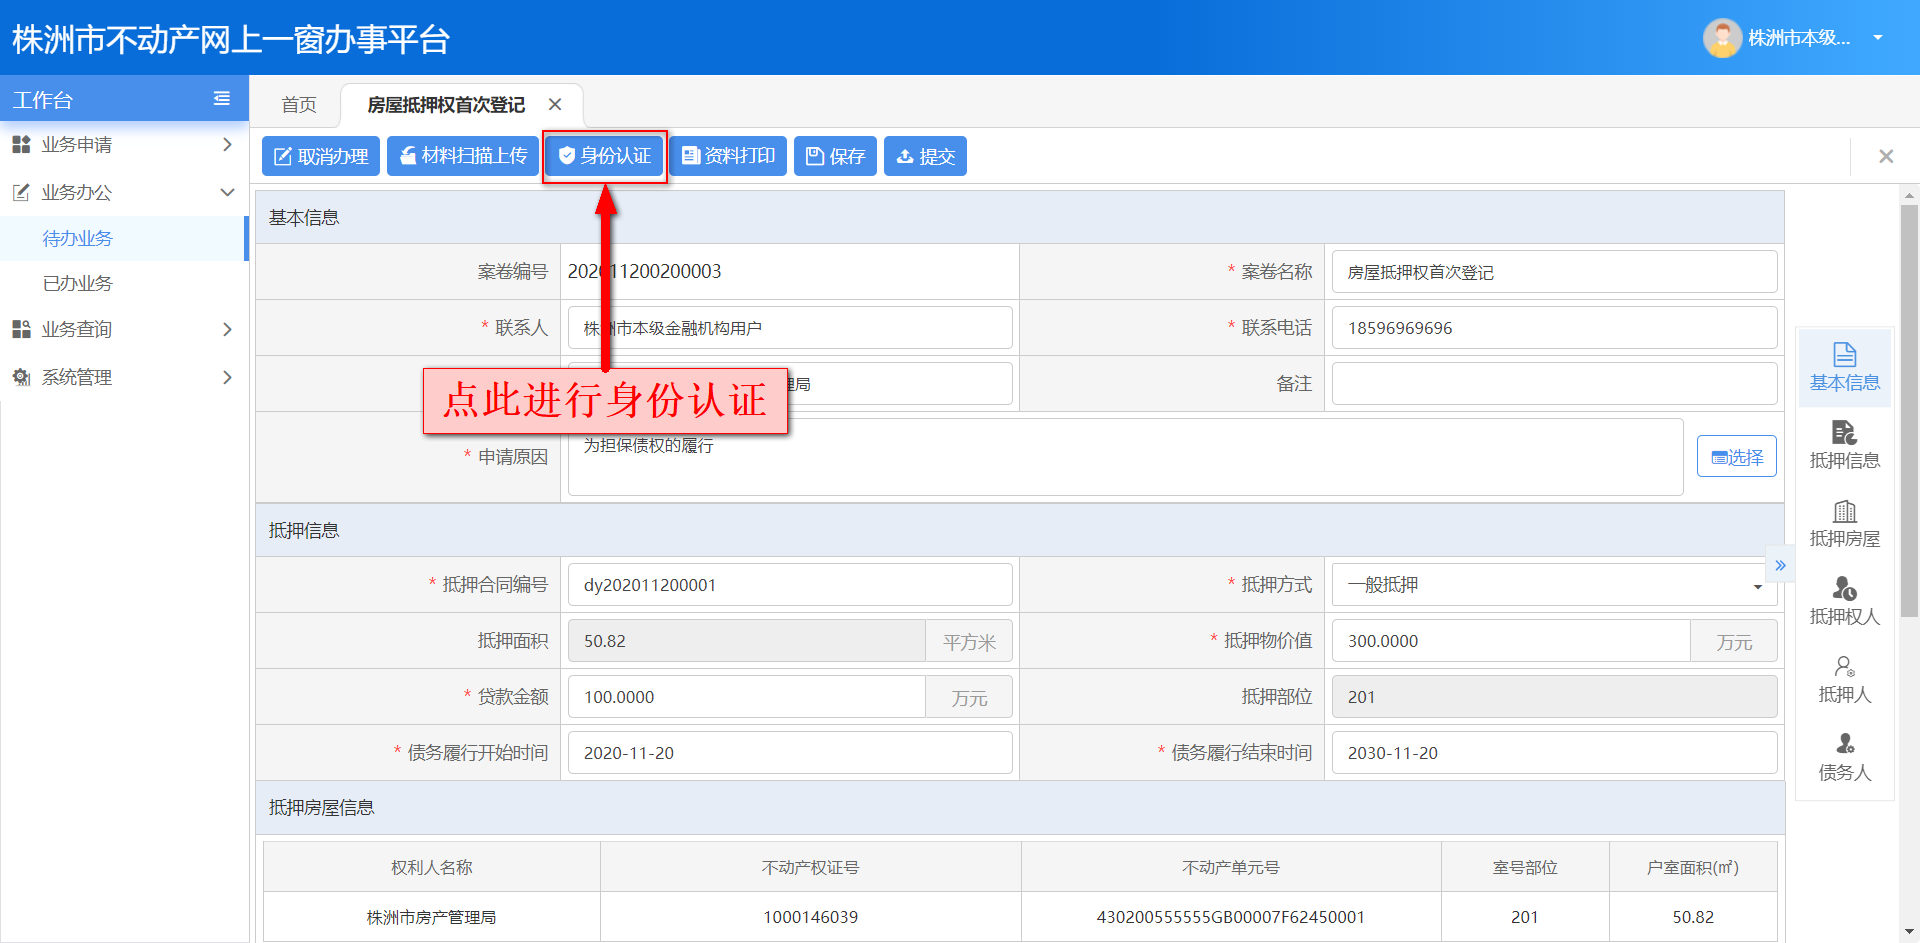 株洲市不动产网上一窗办事平台
株洲市本级...
工作台
首页
房屋抵押权首次登记
业务申请
业务办公
待办业务
已办业务
业务查询
系统管理
取消办理
材料扫描上传
身份认证
资料打印
保存
提交
基本信息
案卷编号
202011200200003
* 案卷名称
房屋抵押权首次登记
* 联系人
株洲市本级金融机构用户
* 联系电话
18596969696
理局
备注
点此进行身份认证
* 申请原因
为担保债权的履行
选择
抵押信息
* 抵押合同编号
dy202011200001
* 抵押方式
一般抵押
抵押面积
50.82
平方米
* 抵押物价值
300.0000
万元
* 贷款金额
100.0000
万元
抵押部位
201
* 债务履行开始时间
2020-11-20
* 债务履行结束时间
2030-11-20
抵押房屋信息
权利人名称 不动产权证号 不动产单元号 室号部位 户室面积(㎡)
株洲市房产管理局 1000146039 430200555555GB00007F62450001 201 50.82
基本信息
抵押信息
抵押房屋
抵押权人
抵押人
债务人